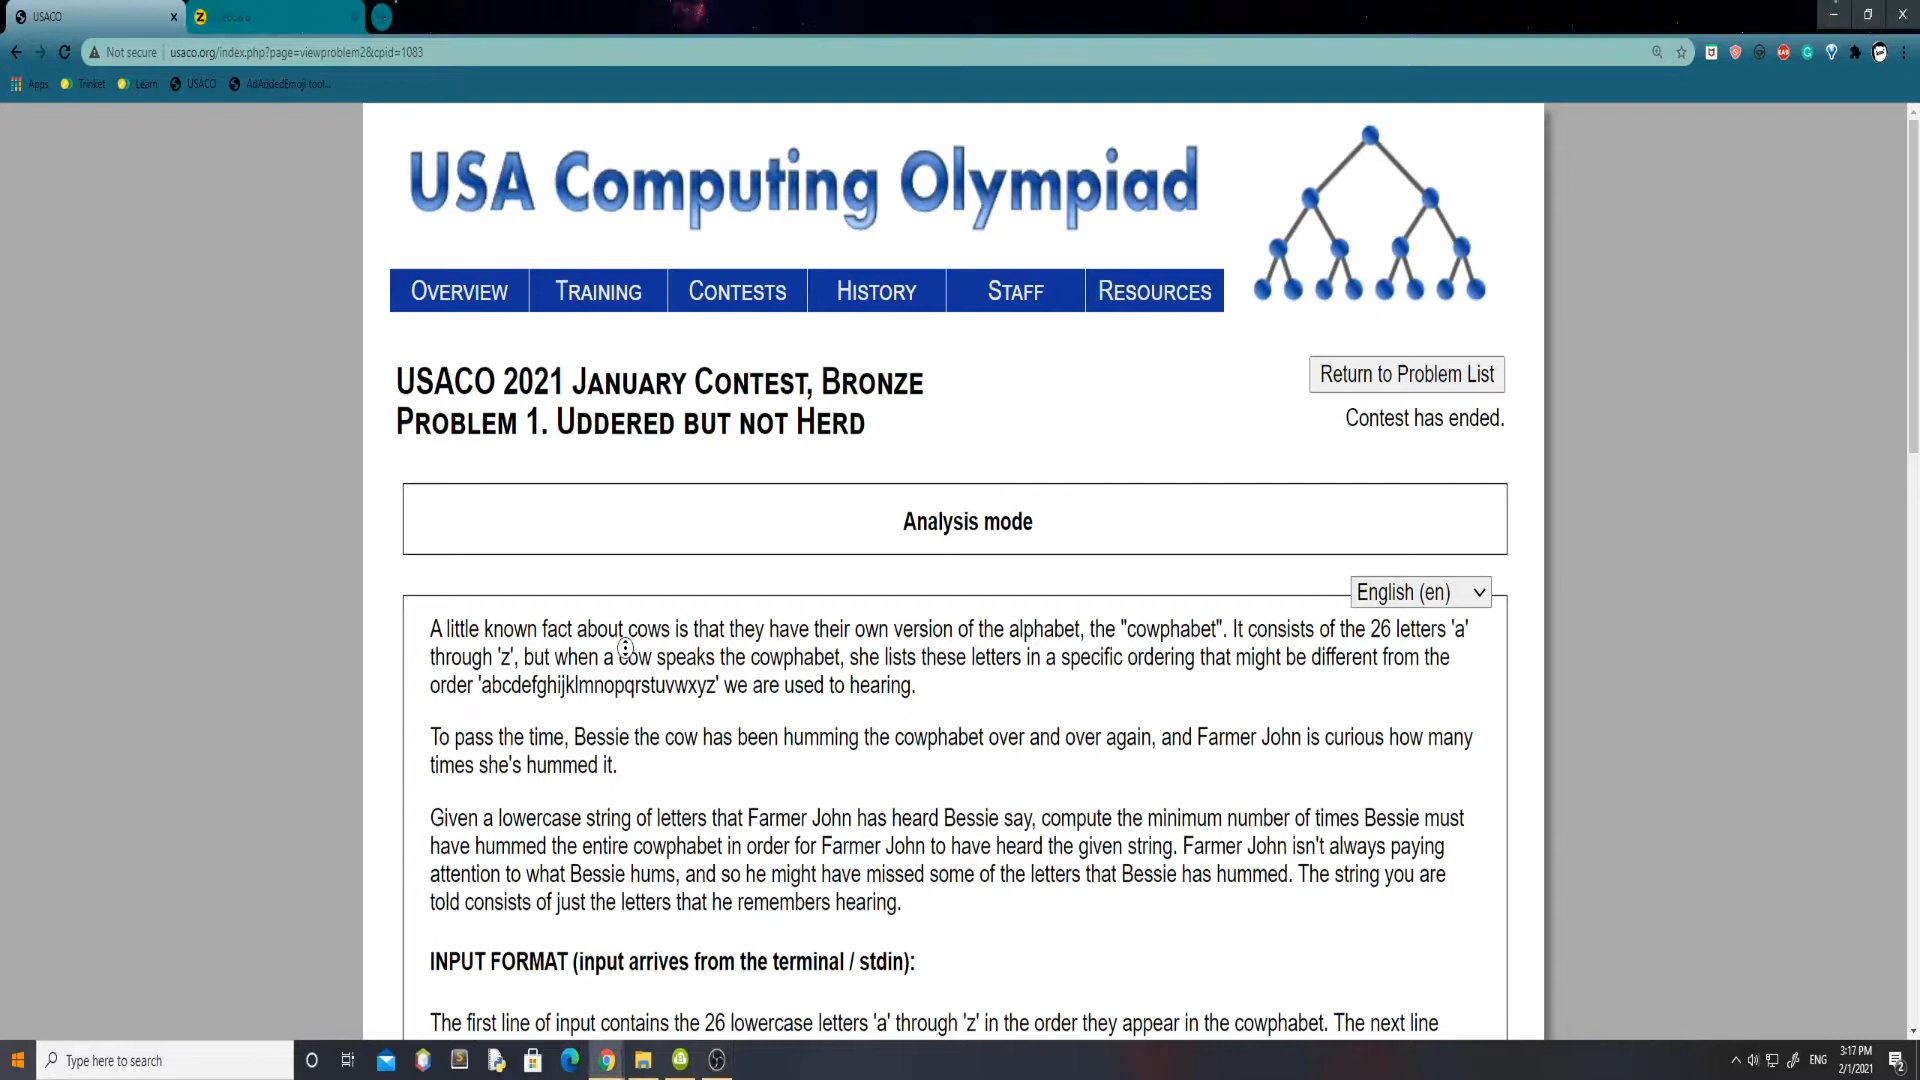 USACO
Not secure
usaco.org/index.php?page=viewproblem2&cpid=1083
Apps
Trinket
Learn
USACO
AdAddedEmoji tool...
USA Computing Olympiad
OVERVIEW
TRAINING
CONTESTS
HISTORY
STAFF
RESOURCES
USACO 2021 JANUARY CONTEST, BRONZE
PROBLEM 1. UDDERED BUT NOT HERD
Return to Problem List
Contest has ended.
Analysis mode
English (en)
A little known fact about cows is that they have their own version of the alphabet, the "cowphabet". It consists of the 26 letters 'a'
through 'z', but when a cow speaks the cowphabet, she lists these letters in a specific ordering that might be different from the
order 'abcdefghijklmnopqrstuvwxyz' we are used to hearing.
To pass the time, Bessie the cow has been humming the cowphabet over and over again, and Farmer John is curious how many
times she's hummed it.
Given a lowercase string of letters that Farmer John has heard Bessie say, compute the minimum number of times Bessie must
have hummed the entire cowphabet in order for Farmer John to have heard the given string. Farmer John isn't always paying
attention to what Bessie hums, and so he might have missed some of the letters that Bessie has hummed. The string you are
told consists of just the letters that he remembers hearing.
INPUT FORMAT (input arrives from the terminal / stdin):
The first line of input contains the 26 lowercase letters 'a' through 'z' in the order they appear in the cowphabet. The next line
Type here to search
ENG
3:17 PM
2/1/2021